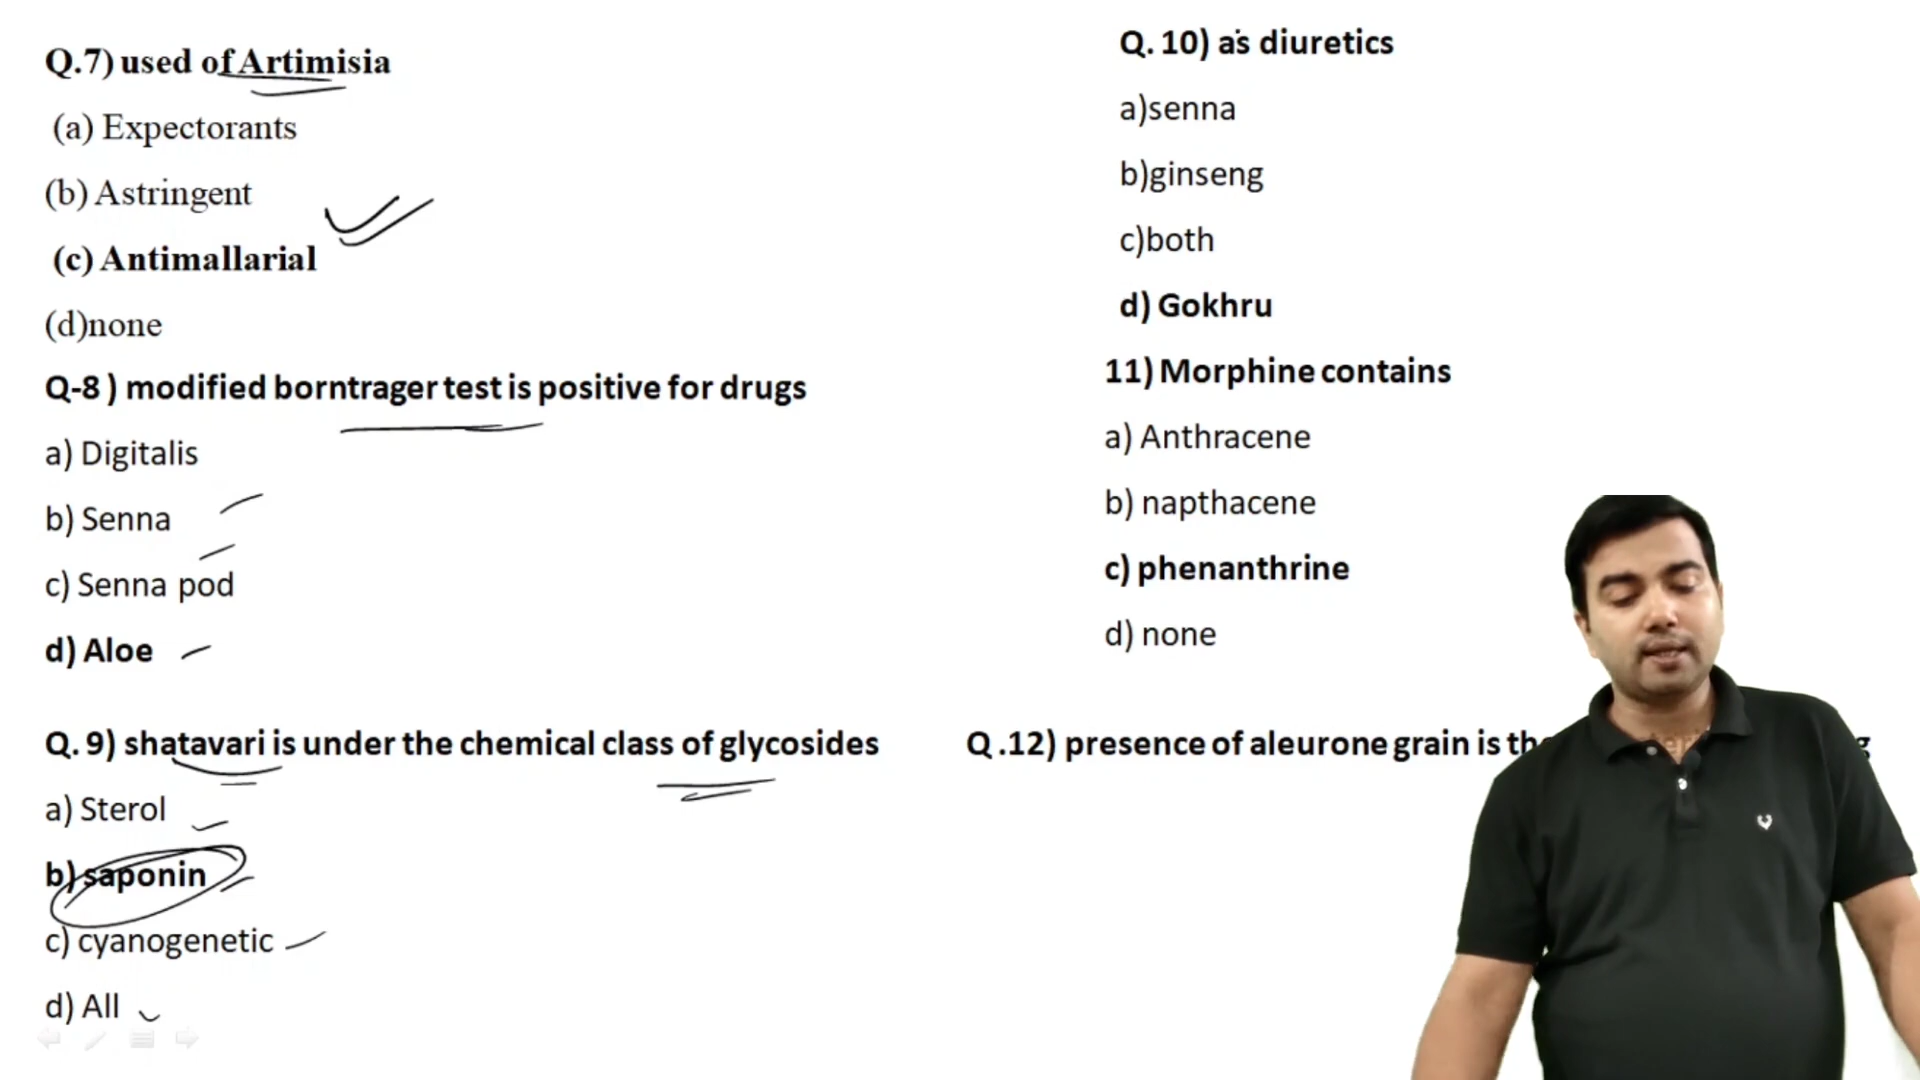 Q.7) used of Artimisia
(a) Expectorants
(b) Astringent
(c) Antimallarial
(d)none
Q-8 ) modified borntrager test is positive for drugs
a) Digitalis
b) Senna
c) Senna pod
d) Aloe
Q. 9) shatavari is under the chemical class of glycosides
a) Sterol
b) saponin
c) cyanogenetic
d) All
Q. 10) as diuretics
a)senna
b)ginseng
c)both
d) Gokhru
11) Morphine contains
a) Anthracene
b) napthacene
c) phenanthrine
d) none
Q .12) presence of aleurone grain is